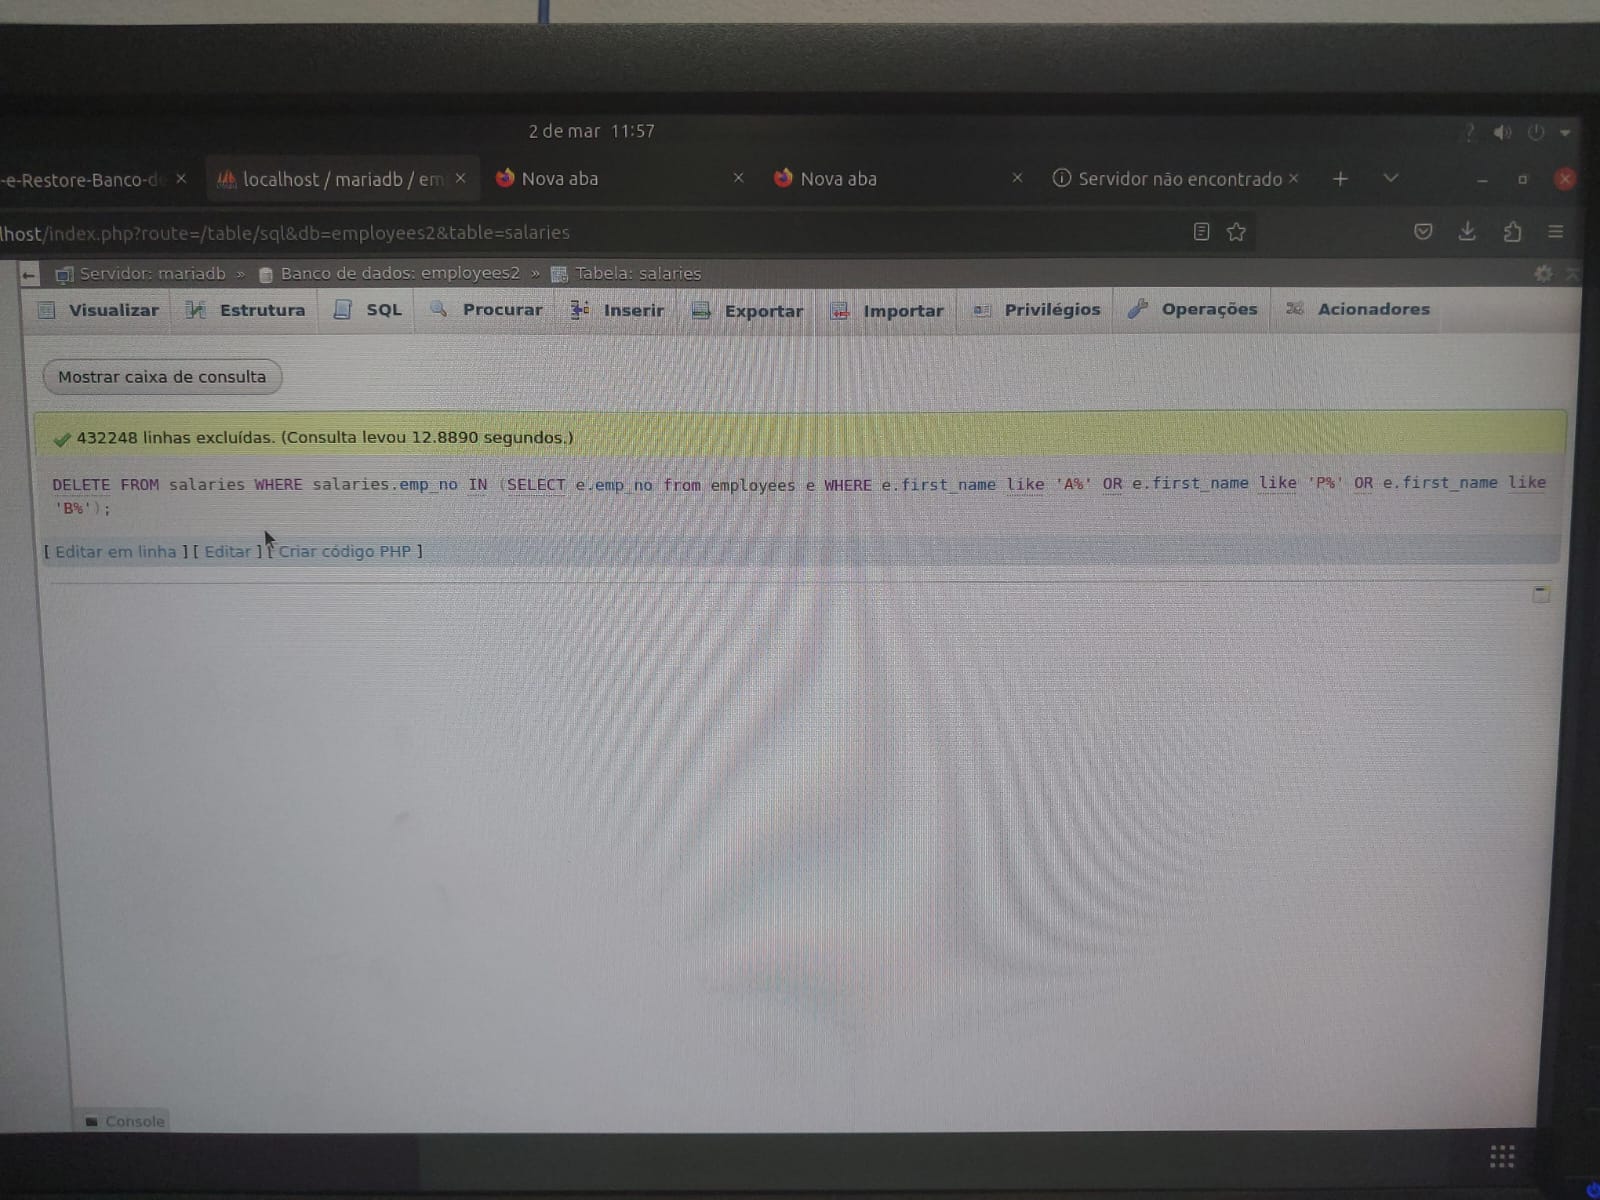 2 de mar 11:57
-e-Restore-Banco-de
localhost / mariadb / em
Nova aba
Nova aba
Servidor não encontrado
lhost/index.php?route=/table/sql&db=employees2&table=salaries
Servidor: mariadb » Banco de dados: employees2 » Tabela: salaries
Visualizar Estrutura SQL Procurar Inserir Exportar Importar Privilégios Operações Acionadores
Mostrar caixa de consulta
432248 linhas excluídas. (Consulta levou 12.8890 segundos.)
DELETE FROM salaries WHERE salaries.emp_no IN (SELECT e.emp_no from employees e WHERE e.first_name like 'A%' OR e.first_name like 'P%' OR e.first_name like
'B%');
[ Editar em linha ] [ Editar ] [ Criar código PHP ]
Console